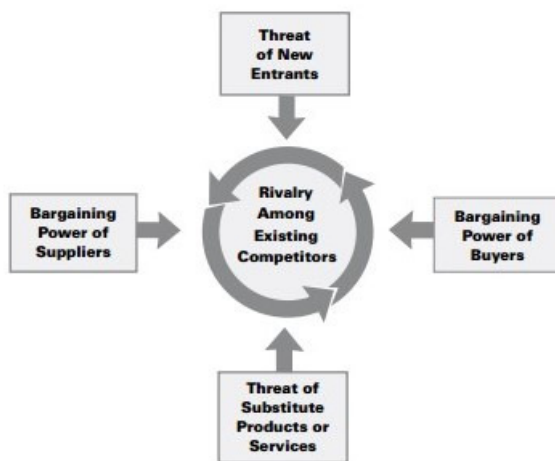 Threat
of New
Entrants
Bargaining
Power of
Suppliers
Rivalry
Among
Existing
Competitors
Bargaining
Power of
Buyers
Threat of
Substitute
Products or
Services